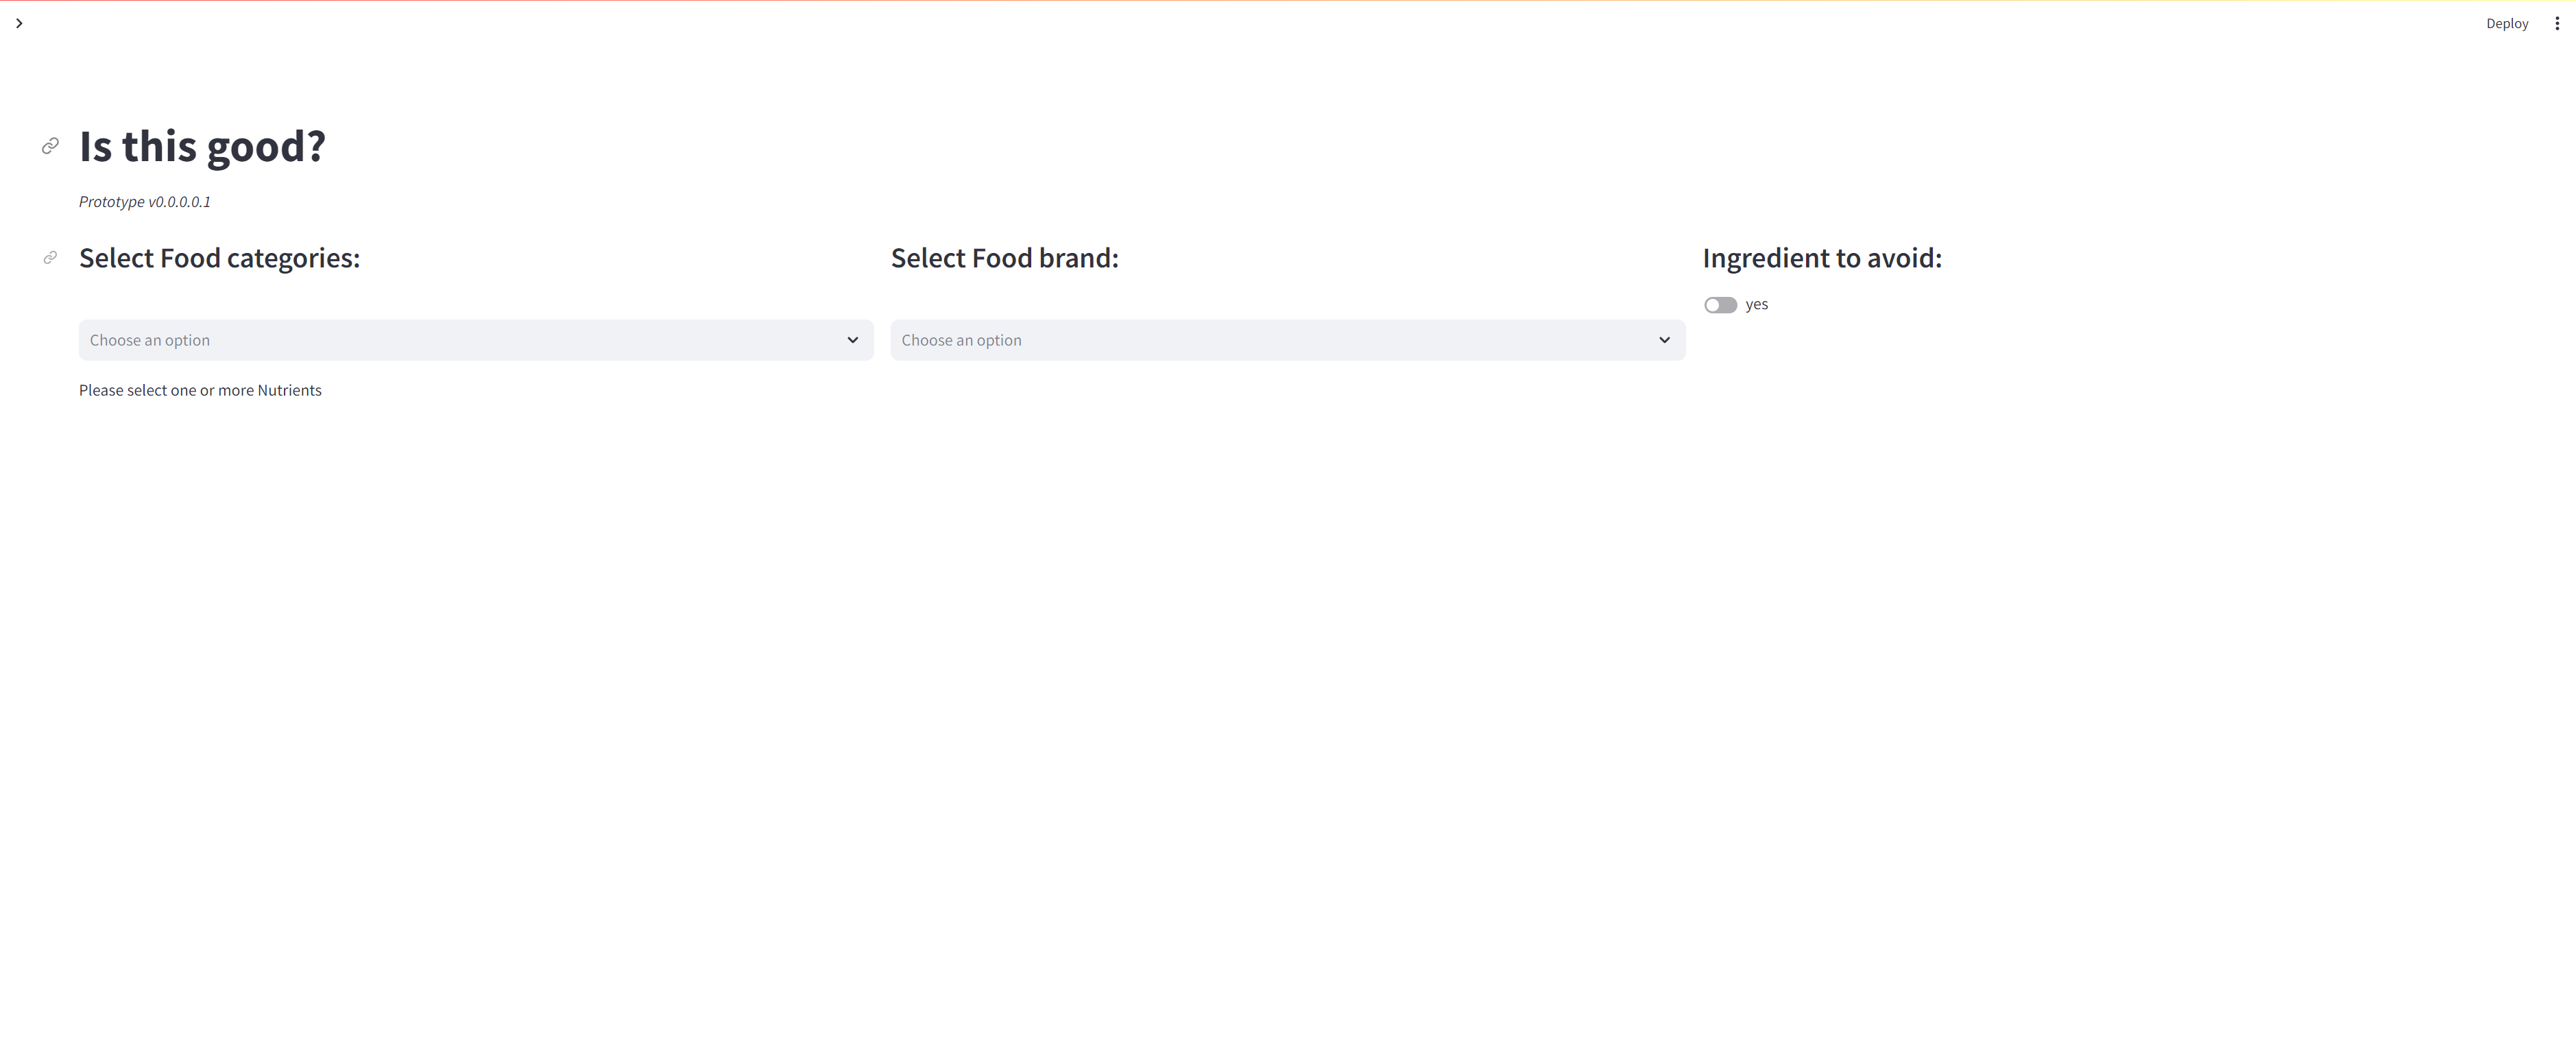 Deploy
Is this good?
Prototype v0.0.0.0.1
Select Food categories:
Choose an option
Select Food brand:
Choose an option
Ingredient to avoid:
yes
Please select one or more Nutrients